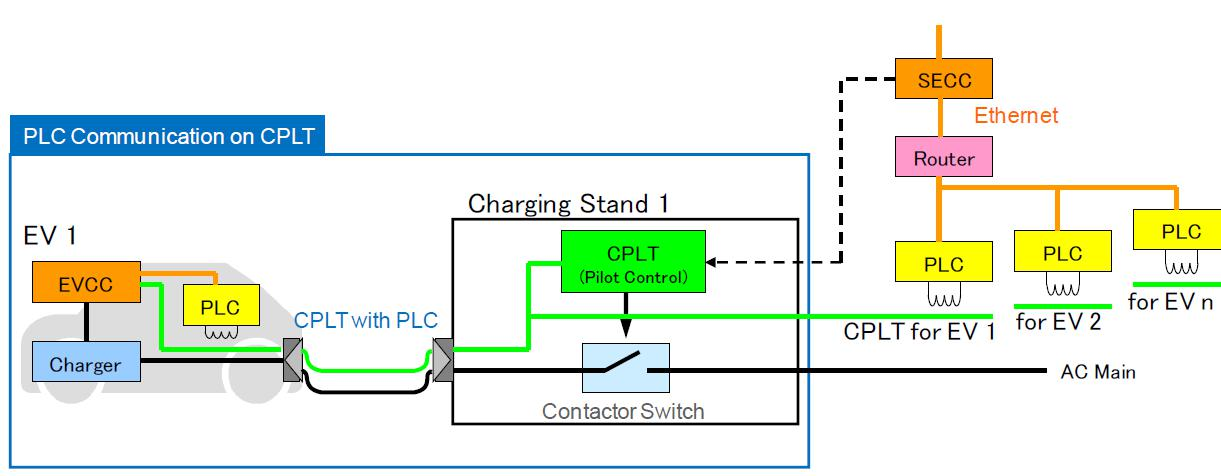 SECC
Ethernet
PLC Communication on CPLT
Router
Charging Stand 1
EV 1
CPLT
(Pilot Control)
PLC
PLC
PLC
EVCC
PLC
CPLT with PLC
CPLT for EV 1
for EV 2
for EV n
Charger
AC Main
Contactor Switch